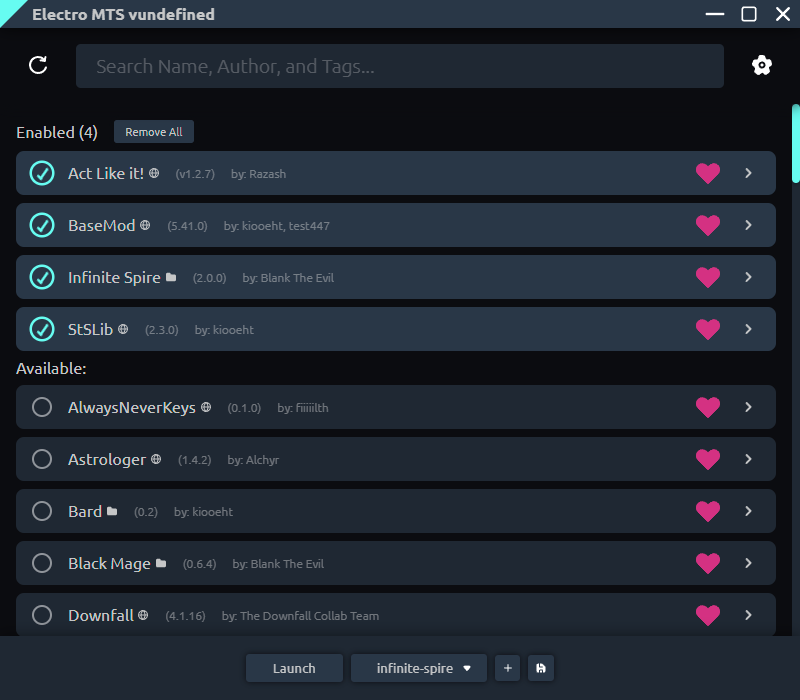 Electro MTS vundefined
Search Name, Author, and Tags...
Enabled (4) Remove All
Act Like it! (v1.2.7) by: Razash
BaseMod (5.41.0) by: kiooeht, test447
Infinite Spire (2.0.0) by: Blank The Evil
StSLib (2.3.0) by: kiooeht
Available:
AlwaysNeverKeys (0.1.0) by: fiiiiilth
Astrologer (1.4.2) by: Alchyr
Bard (0.2) by: kiooeht
Black Mage (0.6.4) by: Blank The Evil
Downfall (4.1.16) by: The Downfall Collab Team
Launch infinite-spire +